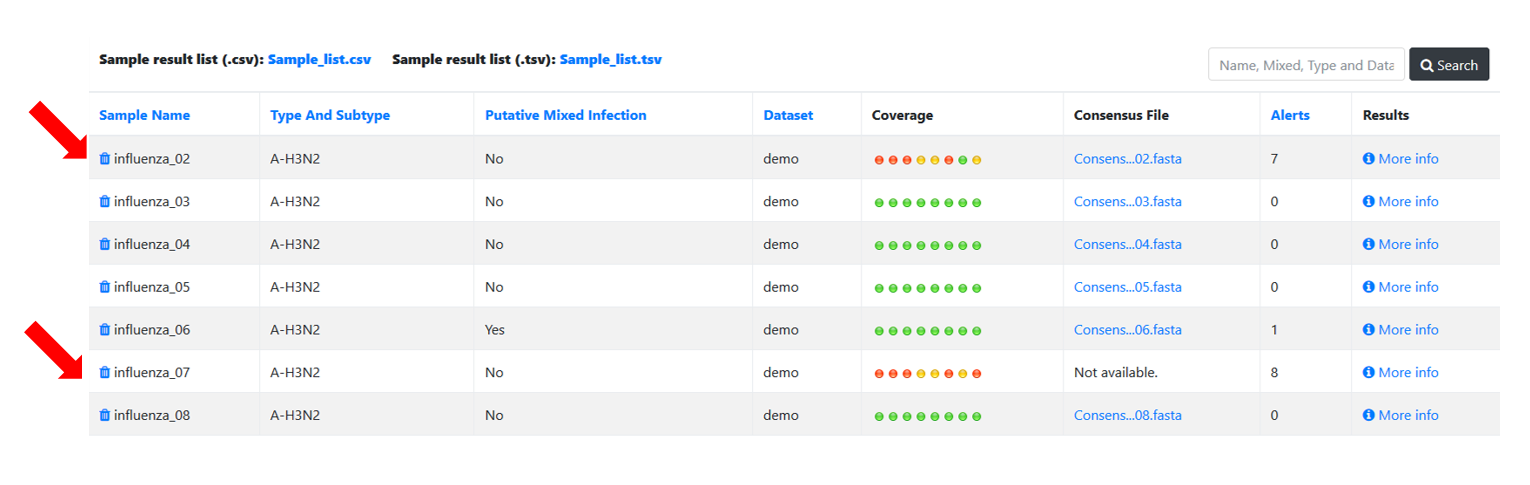 Sample result list (.csv): Sample_list.csv Sample result list (.tsv): Sample_list.tsv
Name, Mixed, Type and Data Search
Sample Name Type And Subtype Putative Mixed Infection Dataset Coverage Consensus File Alerts Results
influenza_02 A-H3N2 No demo Consens...02.fasta 7 More info
influenza_03 A-H3N2 No demo Consens...03.fasta 0 More info
influenza_04 A-H3N2 No demo Consens...04.fasta 0 More info
influenza_05 A-H3N2 No demo Consens...05.fasta 0 More info
influenza_06 A-H3N2 Yes demo Consens...06.fasta 1 More info
influenza_07 A-H3N2 No demo Not available. 8 More info
influenza_08 A-H3N2 No demo Consens...08.fasta 0 More info